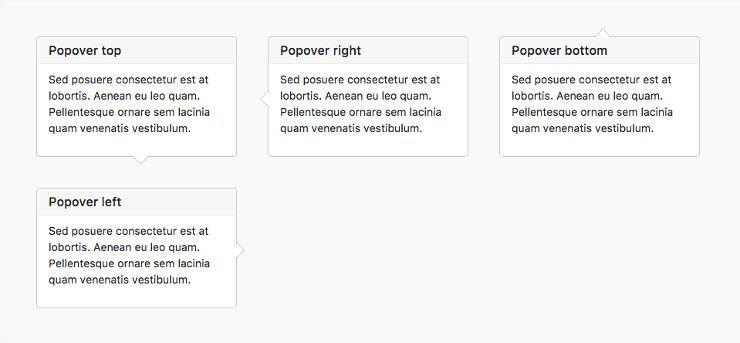 Popover top
Sed posuere consectetur est at
lobortis. Aenean eu leo quam.
Pellentesque ornare sem lacinia
quam venenatis vestibulum.
Popover right
Sed posuere consectetur est at
lobortis. Aenean eu leo quam.
Pellentesque ornare sem lacinia
quam venenatis vestibulum.
Popover bottom
Sed posuere consectetur est at
lobortis. Aenean eu leo quam.
Pellentesque ornare sem lacinia
quam venenatis vestibulum.
Popover left
Sed posuere consectetur est at
lobortis. Aenean eu leo quam.
Pellentesque ornare sem lacinia
quam venenatis vestibulum.